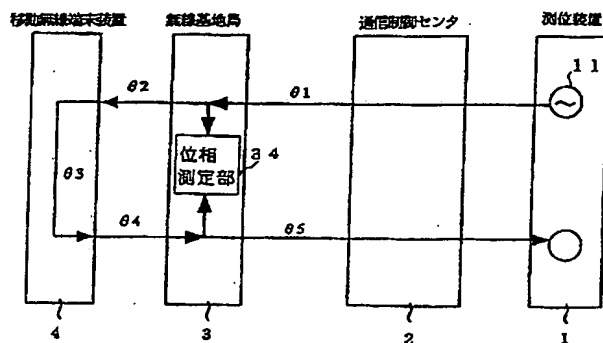 移動無線端末装置
無線基地局
通信制御センタ
測位装置
11
θ2
θ1
位相
測定部
34
θ3
θ4
θ5
4
3
2
1